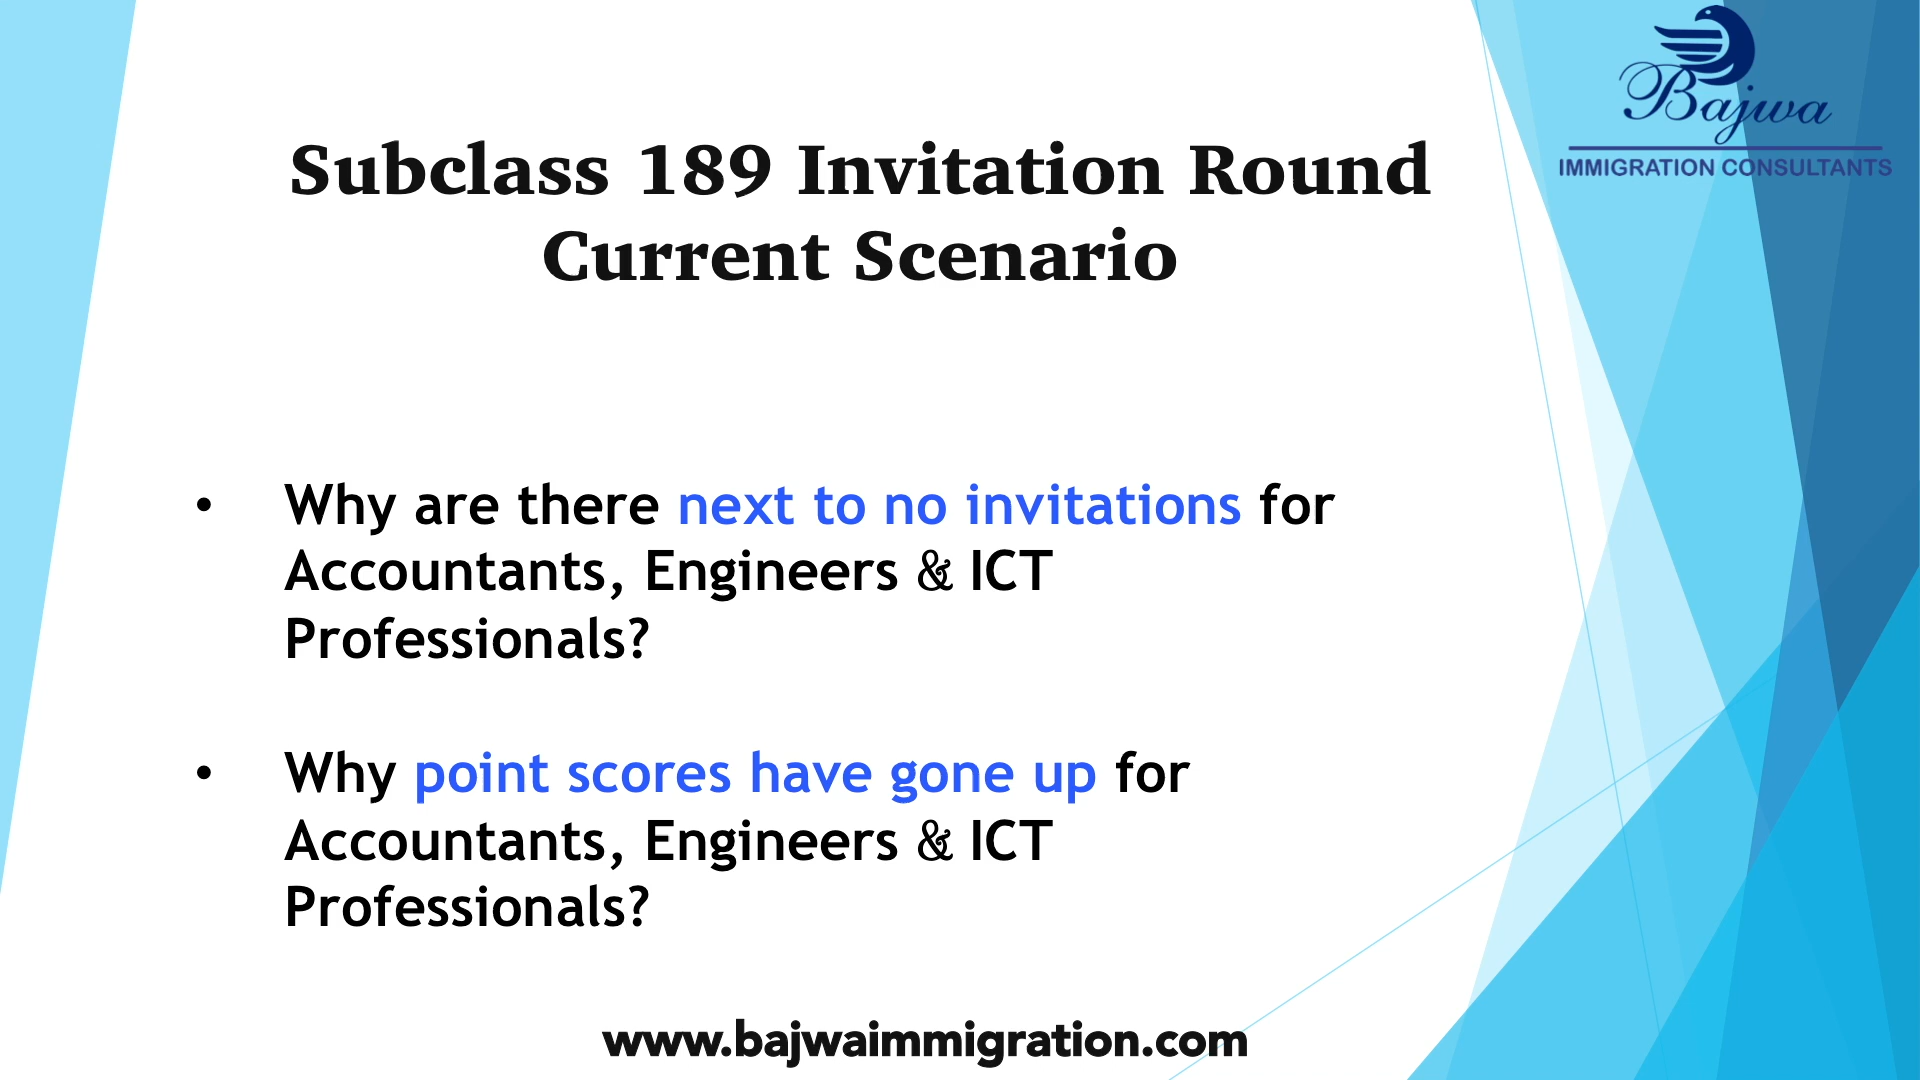 Bajwa
IMMIGRATION CONSULTANTS
Subclass 189 Invitation Round
Current Scenario
• Why are there next to no invitations for
Accountants, Engineers & ICT
Professionals?
• Why point scores have gone up for
Accountants, Engineers & ICT
Professionals?
www.bajwaimmigration.com